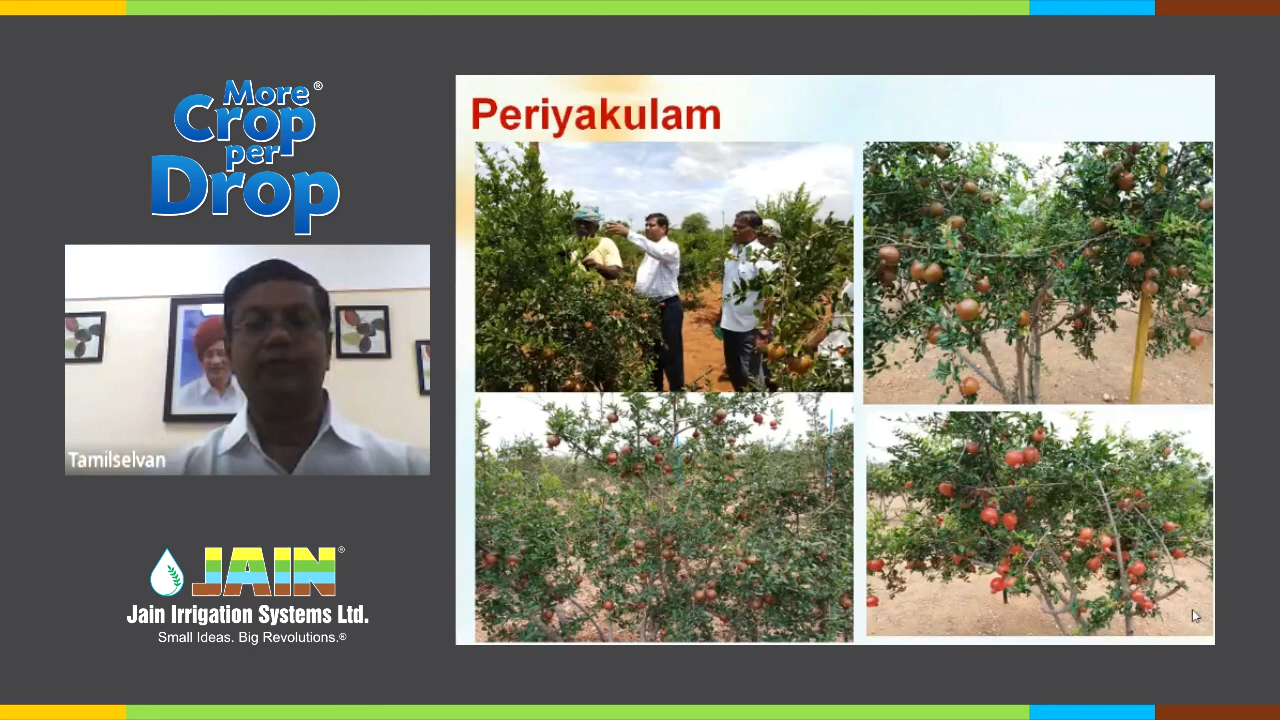 More®
Crop
per
Drop
Tamilselvan
JAIN®
Jain Irrigation Systems Ltd.
Small Ideas. Big Revolutions.®
Periyakulam